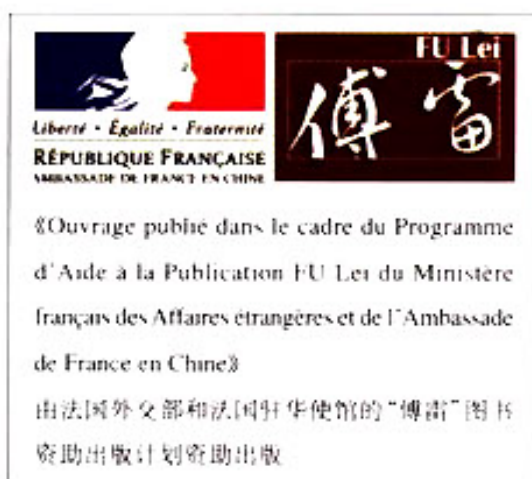 FU Lei
傅雷
Liberté · Égalité · Fraternité
RÉPUBLIQUE FRANÇAISE
AMBASSADE DE FRANCE EN CHINE
《Ouvrage publié dans le cadre du Programme
d'Aide à la Publication FU Lei du Ministère
français des Affaires étrangères et de l'Ambassade
de France en Chine》
由法国外交部和法国驻华使馆的“傅雷”图书
资助出版计划资助出版